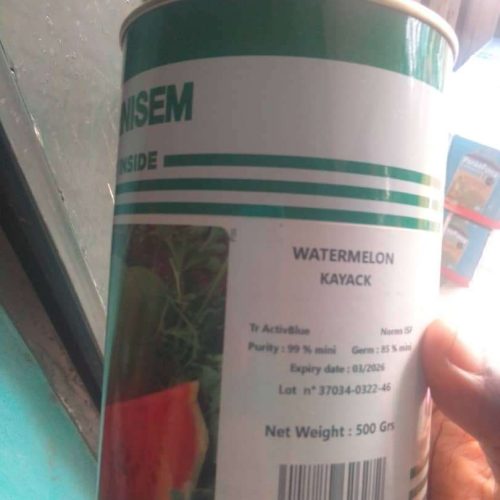 NISEM
INSIDE
WATERMELON
KAYACK
Tr ActivBlue Norms ISF
Purity : 99 % mini Germ : 85 % mini
Expiry date : 03/2026
Lot n° 37034-0322-46
Net Weight : 500 Grs